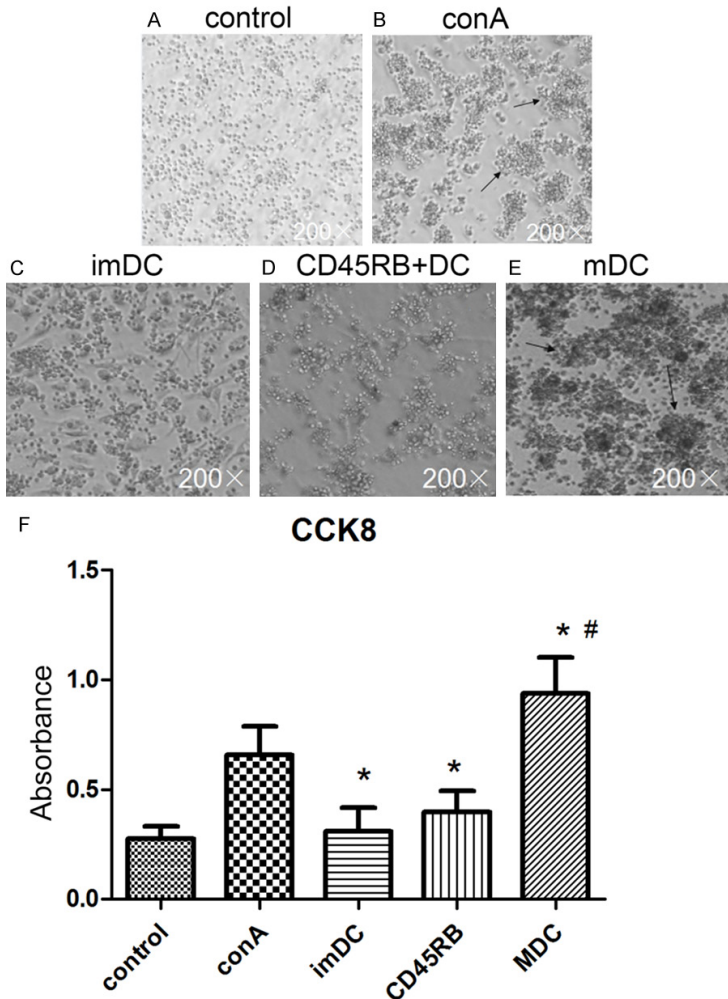 A control
B conA
200×
200×
C imDC
D CD45RB+DC
E mDC
200×
200×
200×
F
CCK8
1.5
1.0
0.5
0.0
Absorbance
*
*
* #
control
conA
imDC
CD45RB
MDC